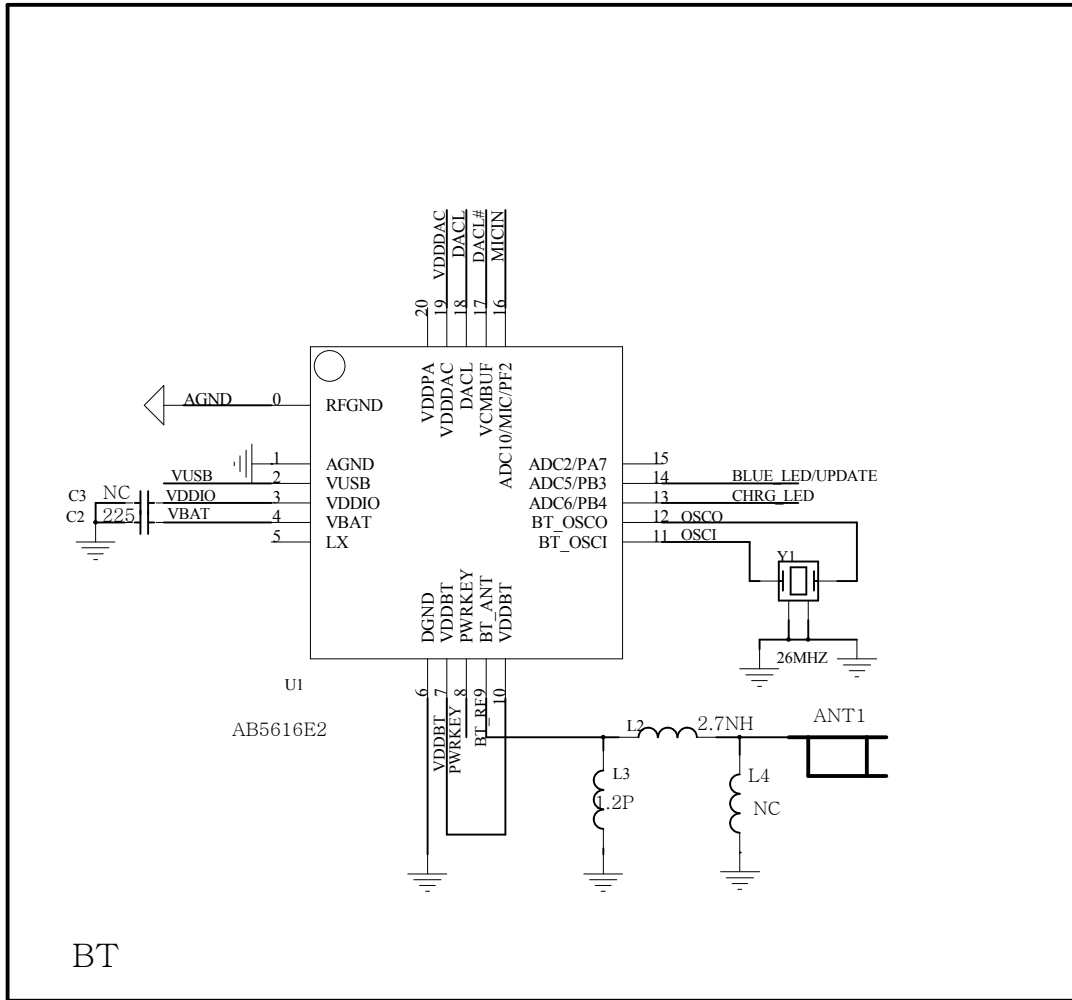 VDDDAC
DACL
DACL#
MICIN
20
19
18
17
16
VDDPA
VDDDAC
DACL
VCMBUF
ADC10/MIC/PF2
AGND 0 RFGND
1 AGND
VUSB 2 VUSB
C3 NC VDDIO 3 VDDIO
C2 225 VBAT 4 VBAT
5 LX
ADC2/PA7 15
ADC5/PB3 14 BLUE_LED/UPDATE
ADC6/PB4 13 CHRG_LED
BT_OSCO 12 OSCO
BT_OSCI 11 OSCI
Y1
26MHZ
DGND
VDDBT
PWRKEY
BT_ANT
VDDBT
U1
AB5616E2
6
7
8
9
10
VDDBT
PWRKEY
BT_RF
L2 2.7NH
ANT1
L3
1.2P
L4
NC
BT